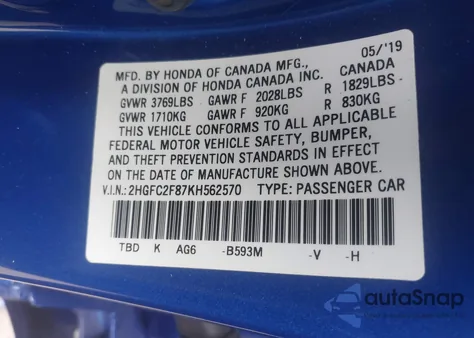 05/'19
MFD. BY HONDA OF CANADA MFG., CANADA
A DIVISION OF HONDA CANADA INC.
GVWR 3769LBS GAWR F 2028LBS R 1829LBS
GVWR 1710KG GAWR F 920KG R 830KG
THIS VEHICLE CONFORMS TO ALL APPLICABLE
FEDERAL MOTOR VEHICLE SAFETY, BUMPER,
AND THEFT PREVENTION STANDARDS IN EFFECT
ON THE DATE OF MANUFACTURE SHOWN ABOVE.
V.I.N.: 2HGFC2F87KH562570 TYPE: PASSENGER CAR
TBD K AG6 -B593M -V -H
autoSnap